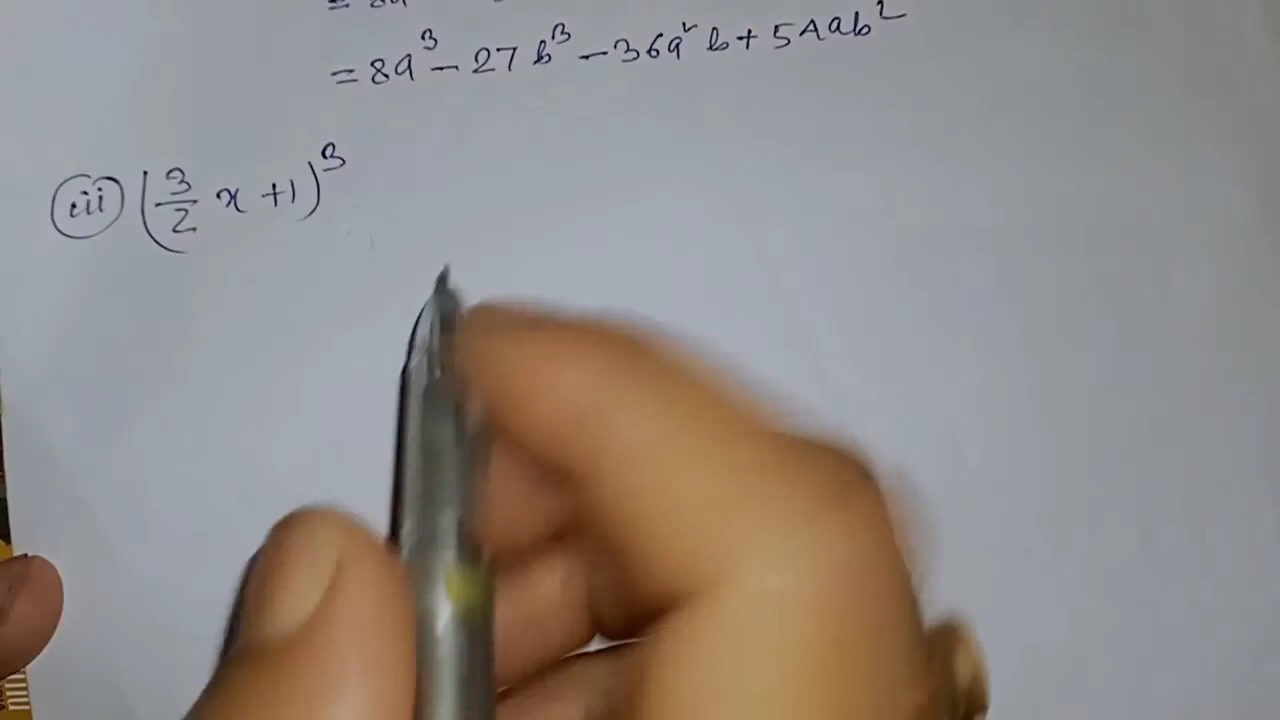 = 8a³ - 27b³ - 36a²b + 54ab²
(iii) (3/2 x + 1)³